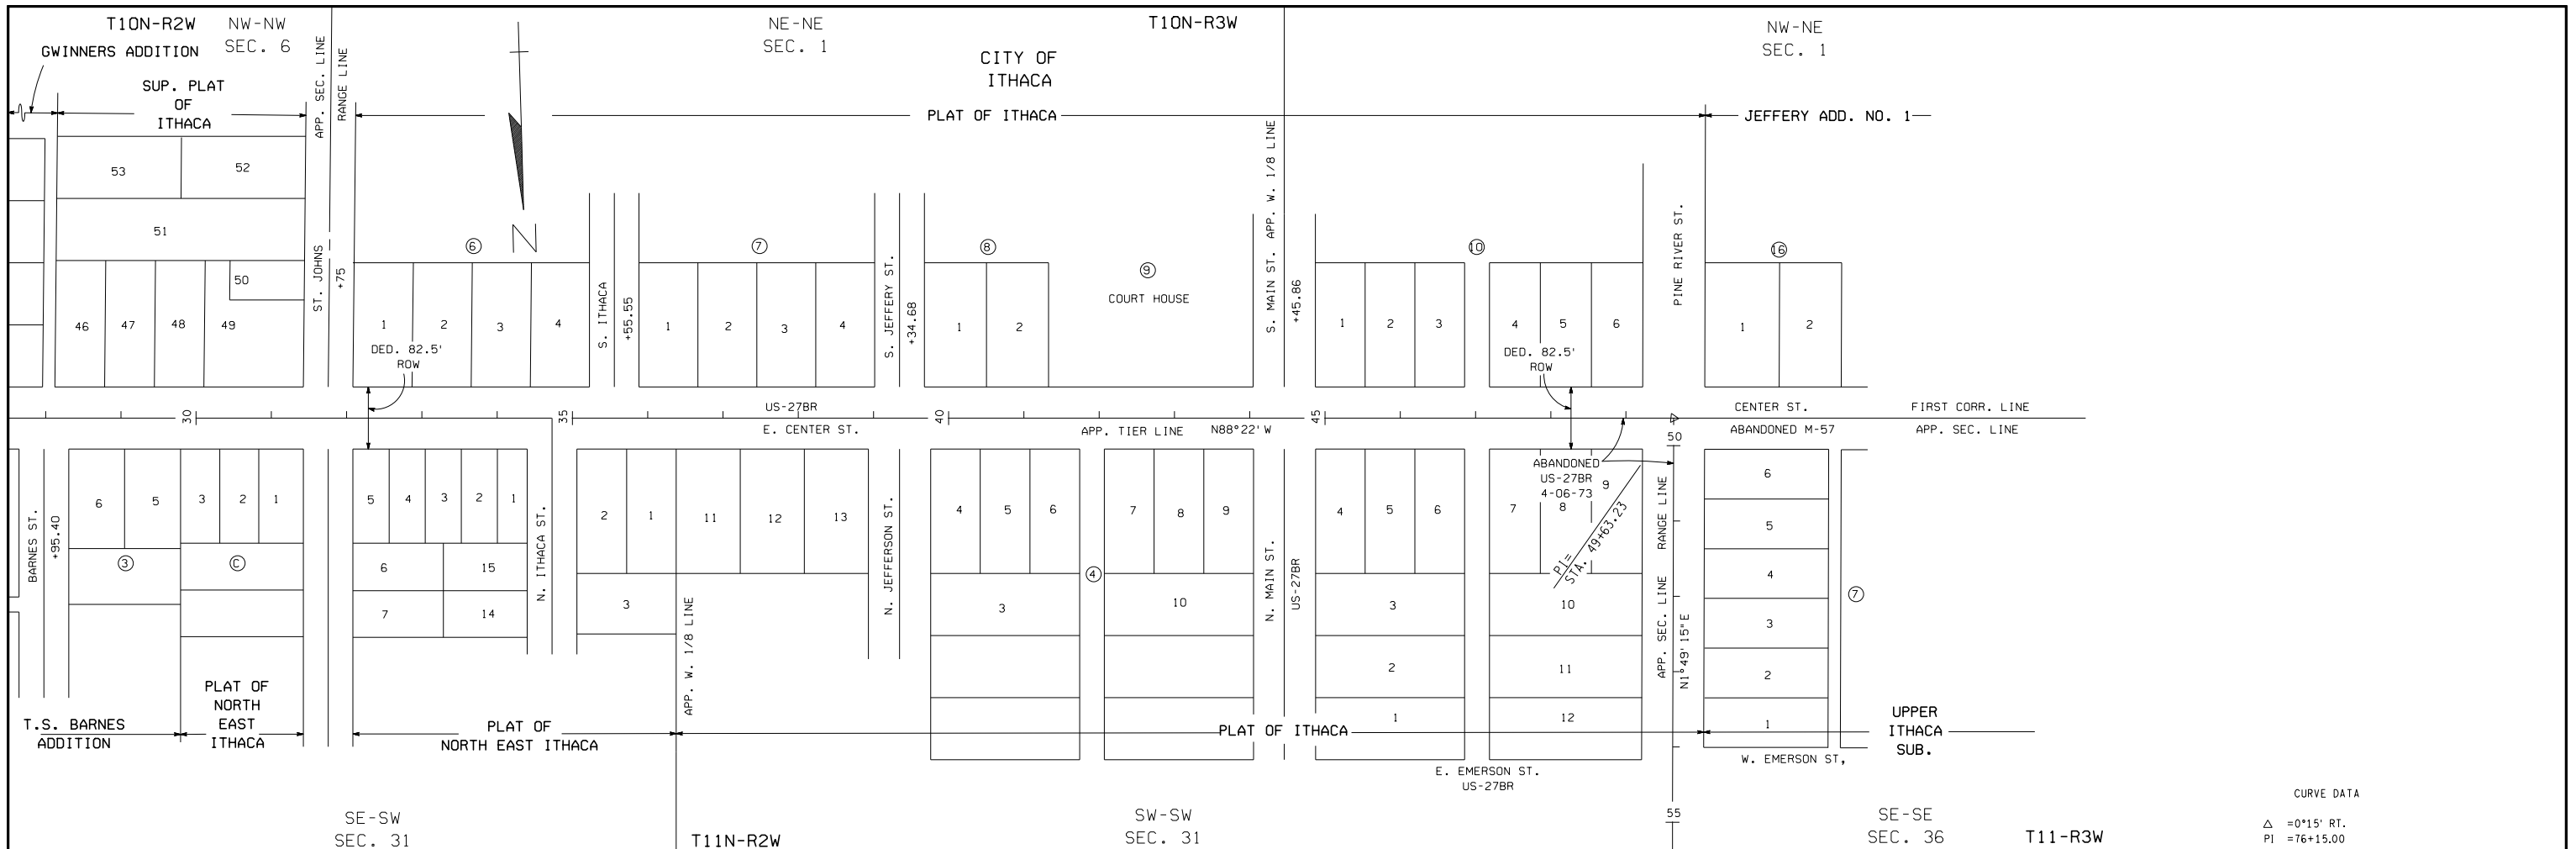 T10N-R2W
NW-NW
SEC. 6
NE-NE
SEC. 1
T10N-R3W
NW-NE
SEC. 1
GWINNERS ADDITION
SUP. PLAT
OF
ITHACA
APP. SEC. LINE
RANGE LINE
CITY OF
ITHACA
PLAT OF ITHACA
JEFFERY ADD. NO. 1
53
52
51
50
46
47
48
49
ST. JOHNS
+75
N
6
1
2
3
4
DED. 82.5'
ROW
S. ITHACA
+55.55
7
1
2
3
4
S. JEFFERY ST.
+34.68
8
1
2
9
COURT HOUSE
S. MAIN ST.
APP. W. 1/8 LINE
+45.86
10
1
2
3
4
5
6
DED. 82.5'
ROW
PINE RIVER ST.
16
1
2
30
35
40
45
50
55
US-27BR
E. CENTER ST.
APP. TIER LINE
N88°22' W
CENTER ST.
FIRST CORR. LINE
ABANDONED M-57
APP. SEC. LINE
BARNES ST.
+95.40
6
5
3
3
2
1
C
5
4
3
2
1
6
15
7
14
N. ITHACA ST.
2
1
11
12
13
3
APP. W. 1/8 LINE
N. JEFFERSON ST.
4
5
6
7
8
9
4
3
10
N. MAIN ST.
US-27BR
4
5
6
3
2
1
ABANDONED
US-27BR
4-06-73
7
8
9
PI=
STA. 49+63.23
10
11
12
RANGE LINE
APP. SEC. LINE
N1°49'15"E
6
5
4
3
2
1
7
T.S. BARNES
ADDITION
PLAT OF
NORTH
EAST
ITHACA
PLAT OF
NORTH EAST ITHACA
PLAT OF ITHACA
UPPER
ITHACA
SUB.
W. EMERSON ST,
E. EMERSON ST.
US-27BR
SE-SW
SEC. 31
T11N-R2W
SW-SW
SEC. 31
SE-SE
SEC. 36
T11-R3W
CURVE DATA
△ =0°15' RT.
PI =76+15.00